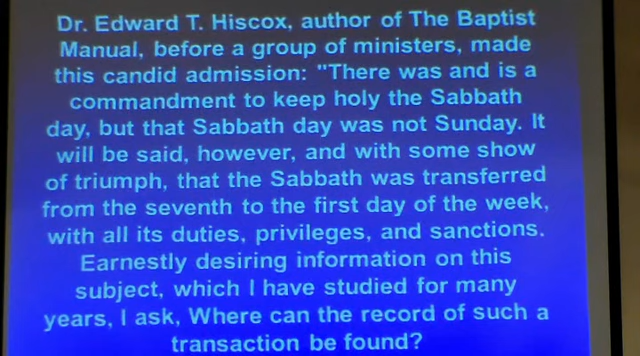 Dr. Edward T. Hiscox, author of The Baptist
Manual, before a group of ministers, made
this candid admission: "There was and is a
commandment to keep holy the Sabbath
day, but that Sabbath day was not Sunday. It
will be said, however, and with some show
of triumph, that the Sabbath was transferred
from the seventh to the first day of the week,
with all its duties, privileges, and sanctions.
Earnestly desiring information on this
subject, which I have studied for many
years, I ask, Where can the record of such a
transaction be found?